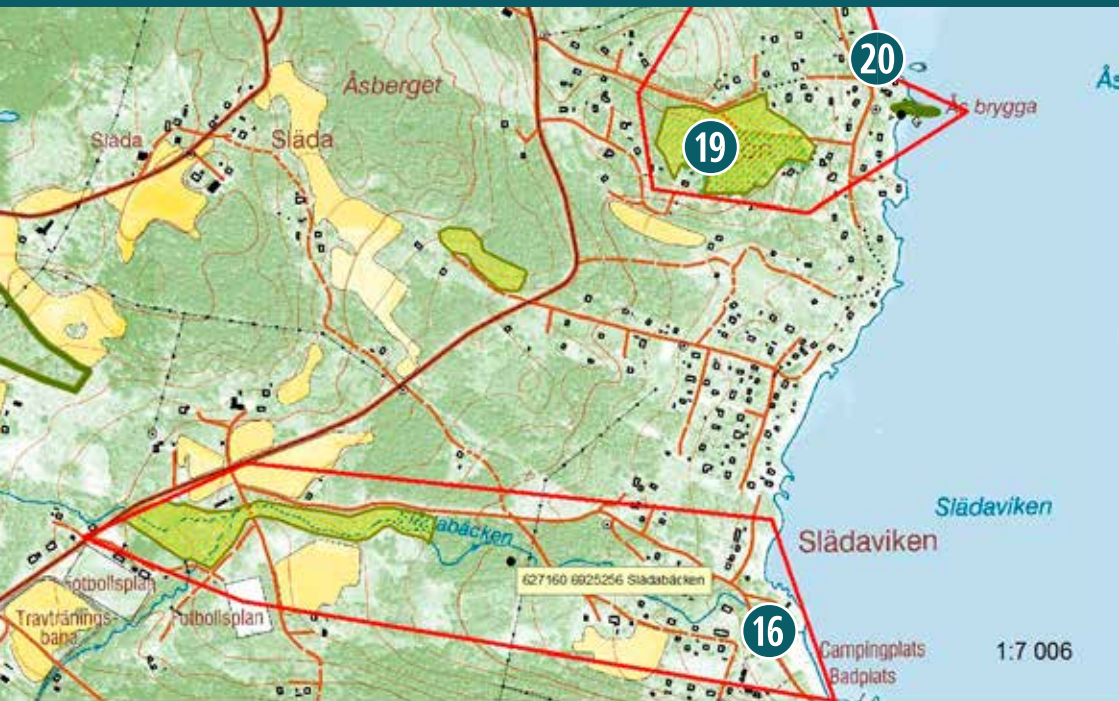 20
Ås
Åsberget
Ås brygga
Släda
Släda
19
abäcken
Slädaviken
Slädaviken
627160 6925256 Slädabäcken
Fotbollsplan
Travtränings-
bana
Fotbollsplan
16
Campingplats
Badplats
1:7 006